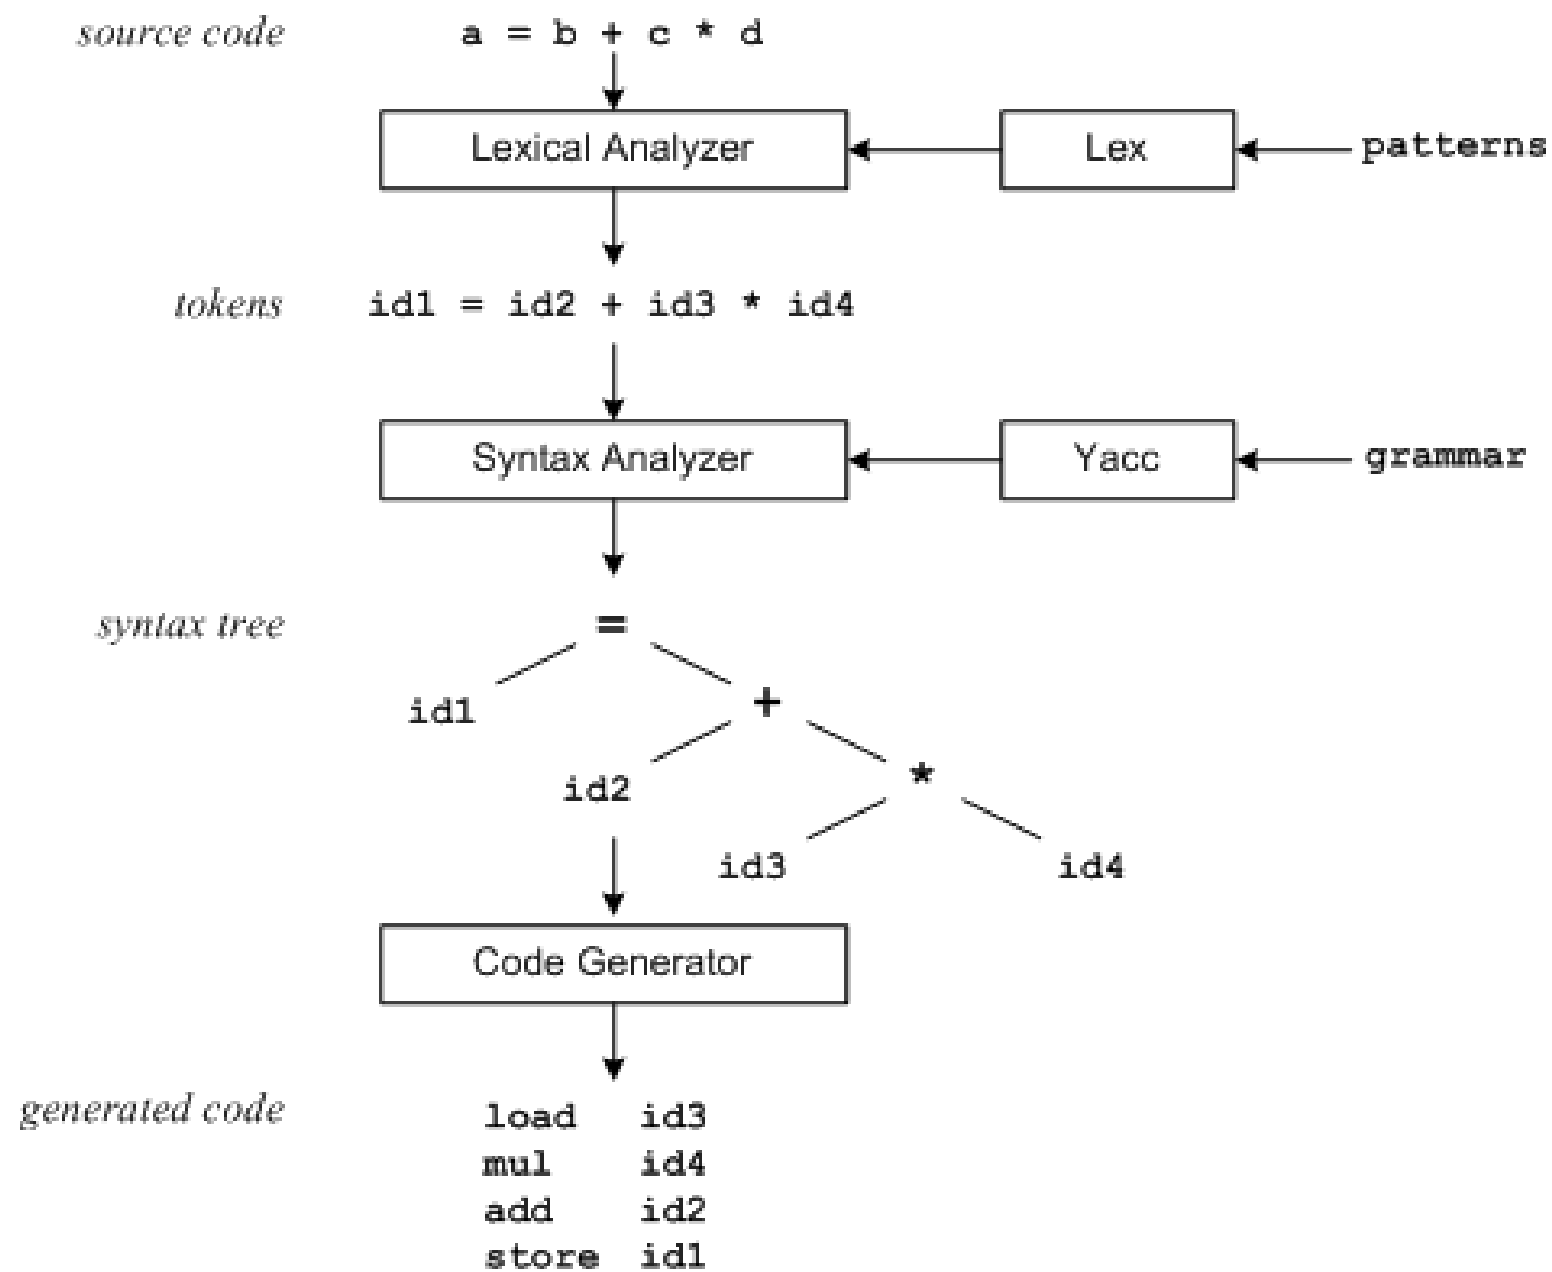 source code a = b + c * d
Lexical Analyzer Lex patterns
tokens id1 = id2 + id3 * id4
Syntax Analyzer Yacc grammar
syntax tree =
id1 +
id2 *
id3 id4
Code Generator
generated code load id3
mul id4
add id2
store id1